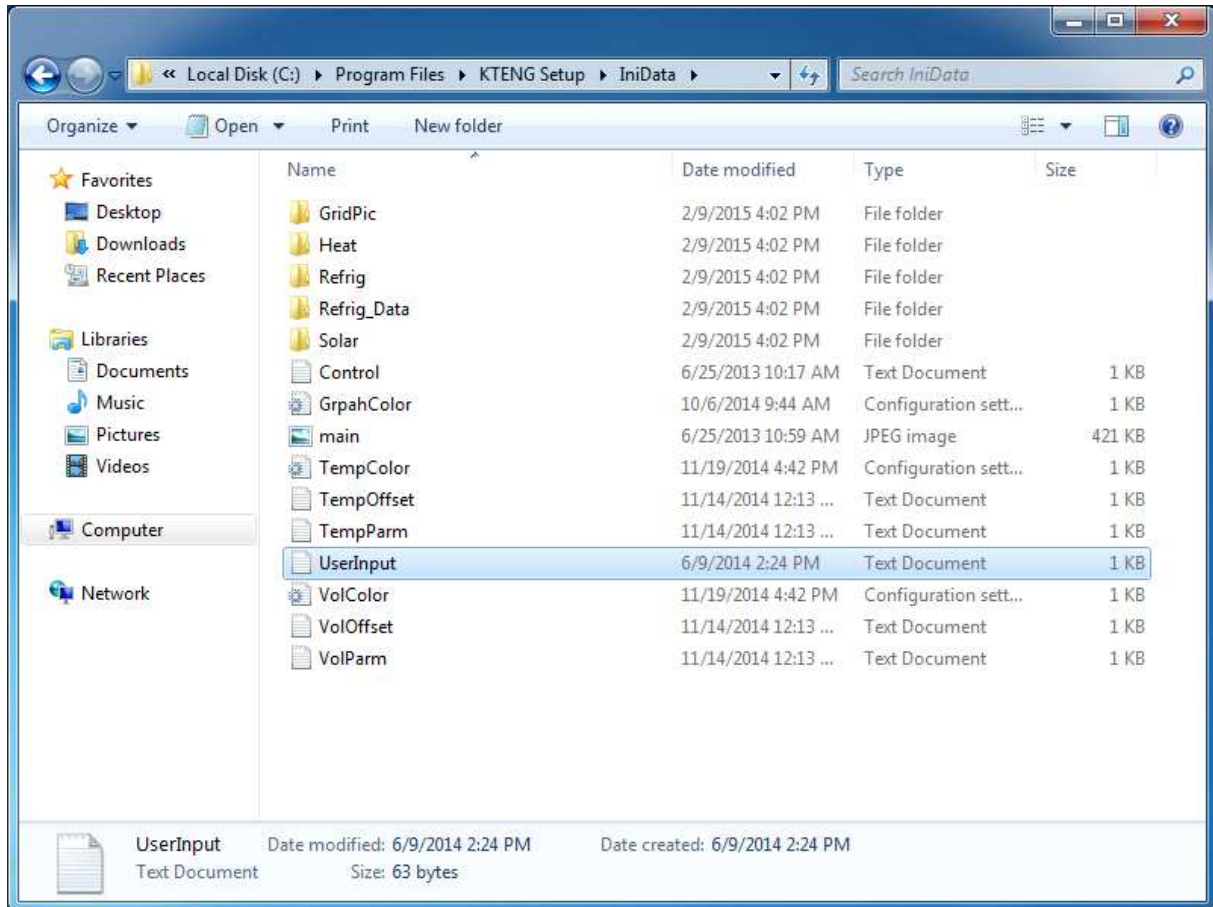 « Local Disk (C:) ▸ Program Files ▸ KTENG Setup ▸ IniData ▸ Search IniData
Organize ▾ Open ▾ Print New folder
Name Date modified Type Size
Favorites
Desktop
Downloads
Recent Places
Libraries
Documents
Music
Pictures
Videos
Computer
Network
GridPic 2/9/2015 4:02 PM File folder
Heat 2/9/2015 4:02 PM File folder
Refrig 2/9/2015 4:02 PM File folder
Refrig_Data 2/9/2015 4:02 PM File folder
Solar 2/9/2015 4:02 PM File folder
Control 6/25/2013 10:17 AM Text Document 1 KB
GrpahColor 10/6/2014 9:44 AM Configuration sett... 1 KB
main 6/25/2013 10:59 AM JPEG image 421 KB
TempColor 11/19/2014 4:42 PM Configuration sett... 1 KB
TempOffset 11/14/2014 12:13 ... Text Document 1 KB
TempParm 11/14/2014 12:13 ... Text Document 1 KB
UserInput 6/9/2014 2:24 PM Text Document 1 KB
VolColor 11/19/2014 4:42 PM Configuration sett... 1 KB
VolOffset 11/14/2014 12:13 ... Text Document 1 KB
VolParm 11/14/2014 12:13 ... Text Document 1 KB
UserInput Date modified: 6/9/2014 2:24 PM Date created: 6/9/2014 2:24 PM
Text Document Size: 63 bytes